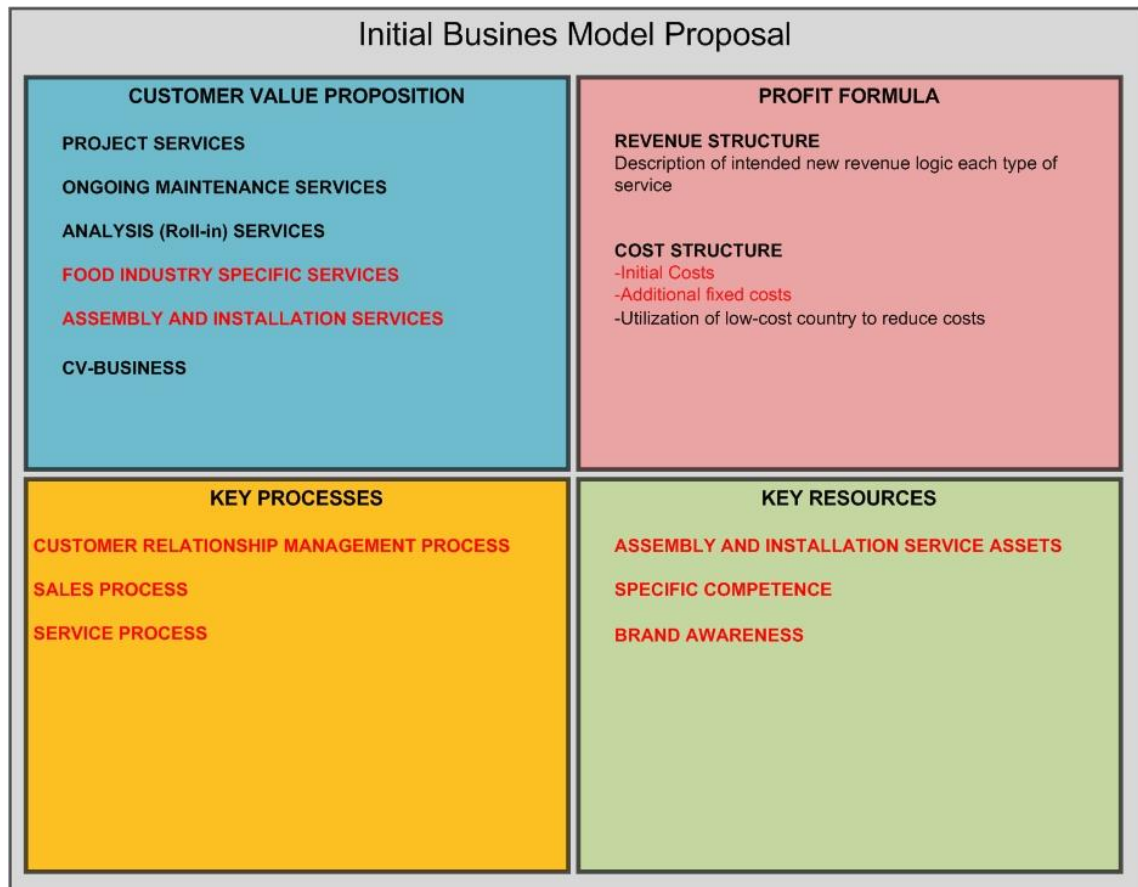 Initial Busines Model Proposal
CUSTOMER VALUE PROPOSITION
PROJECT SERVICES
ONGOING MAINTENANCE SERVICES
ANALYSIS (Roll-in) SERVICES
FOOD INDUSTRY SPECIFIC SERVICES
ASSEMBLY AND INSTALLATION SERVICES
CV-BUSINESS
PROFIT FORMULA
REVENUE STRUCTURE
Description of intended new revenue logic each type of
service
COST STRUCTURE
-Initial Costs
-Additional fixed costs
-Utilization of low-cost country to reduce costs
KEY PROCESSES
CUSTOMER RELATIONSHIP MANAGEMENT PROCESS
SALES PROCESS
SERVICE PROCESS
KEY RESOURCES
ASSEMBLY AND INSTALLATION SERVICE ASSETS
SPECIFIC COMPETENCE
BRAND AWARENESS